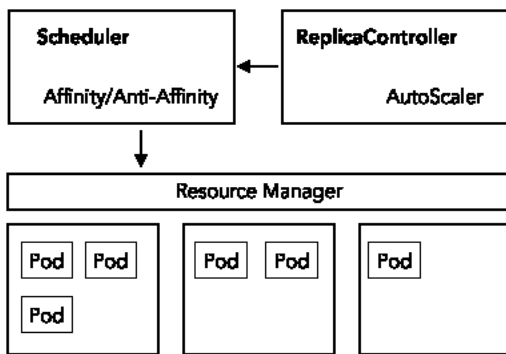 Scheduler
Affinity/Anti-Affinity
ReplicaController
AutoScaler
Resource Manager
Pod Pod
Pod
Pod Pod
Pod